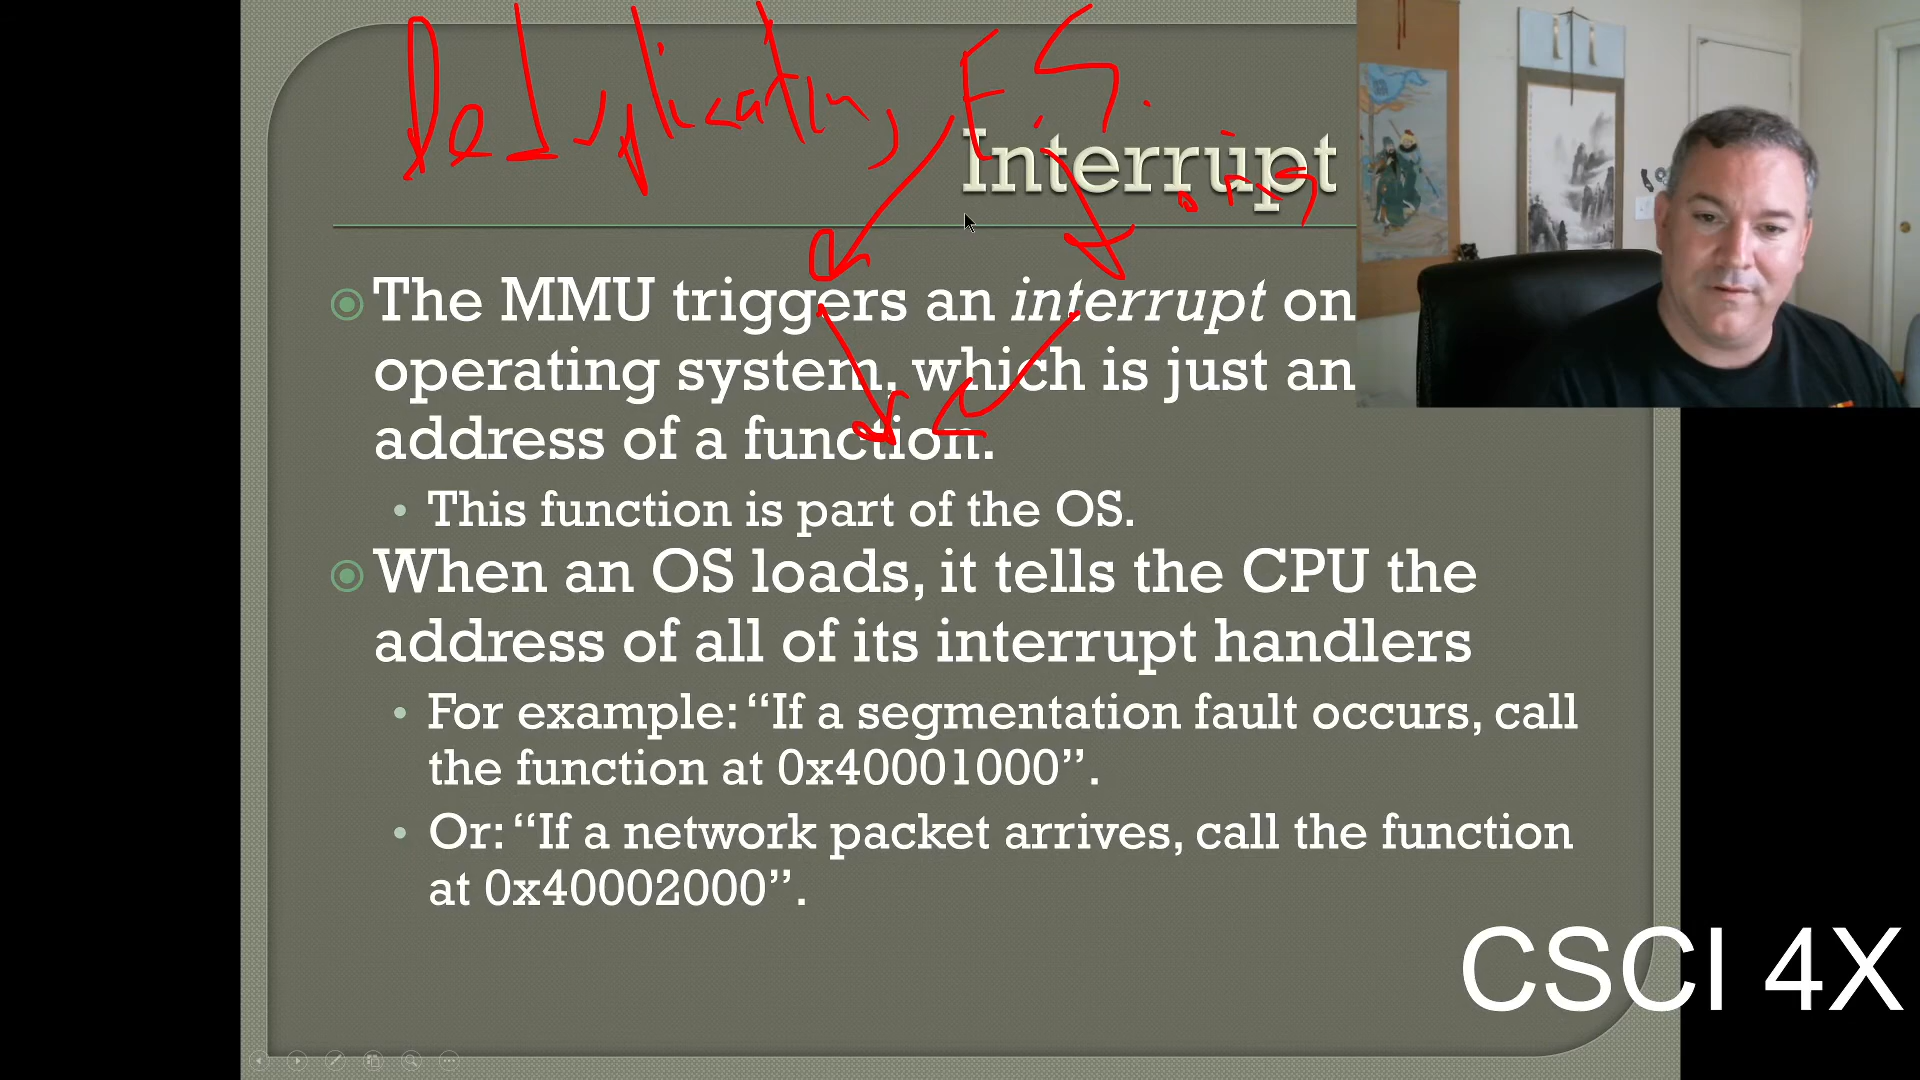 Deduplicating F.S.
Interrupt
orig
The MMU triggers an interrupt on
operating system, which is just an
address of a function.
• This function is part of the OS.
When an OS loads, it tells the CPU the
address of all of its interrupt handlers
• For example: “If a segmentation fault occurs, call
the function at 0x40001000”.
• Or: “If a network packet arrives, call the function
at 0x40002000”.
CSCI 4X